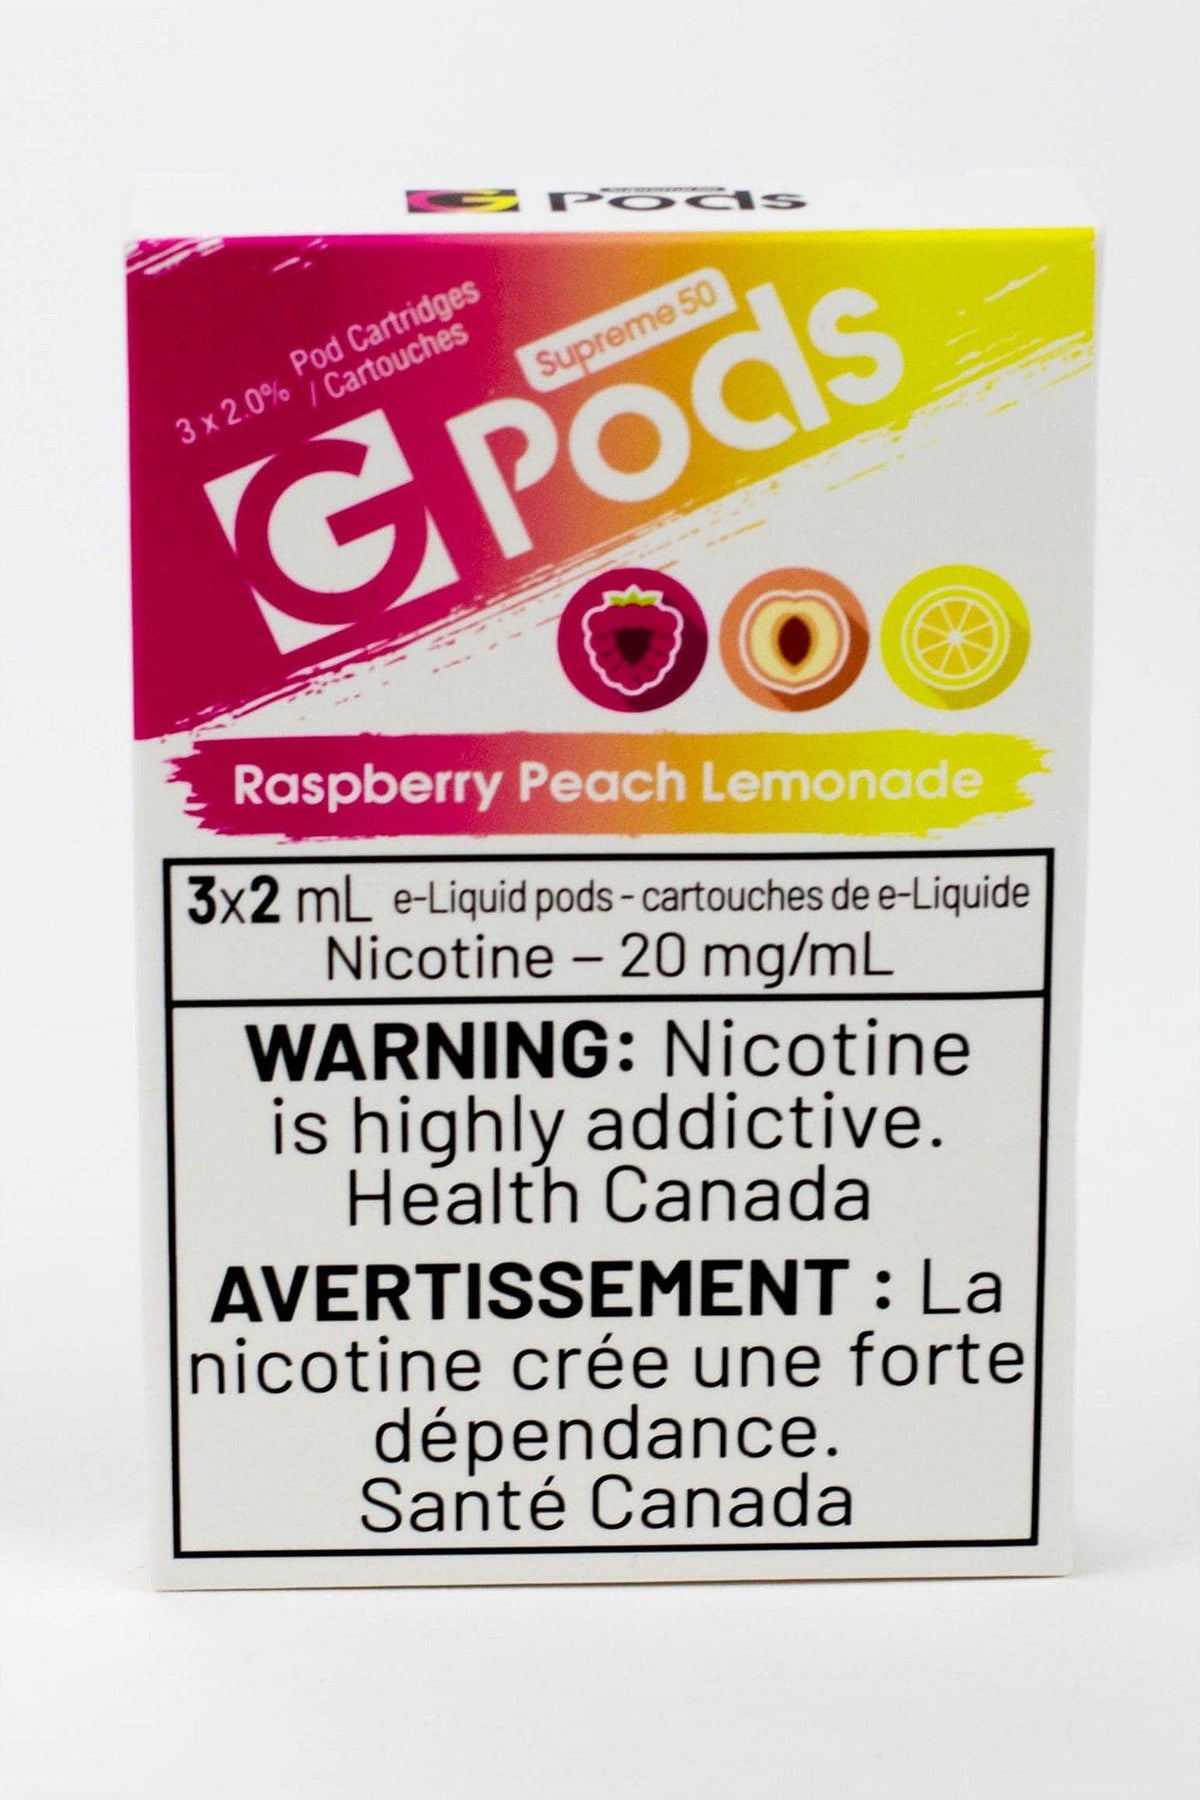 G Pods
3 x 2.0% Pod Cartridges
/ Cartouches
Supreme 50
G Pods
Raspberry Peach Lemonade
3x2 mL e-Liquid pods - cartouches de e-Liquide
Nicotine – 20 mg/mL
WARNING: Nicotine
is highly addictive.
Health Canada
AVERTISSEMENT : La
nicotine crée une forte
dépendance.
Santé Canada